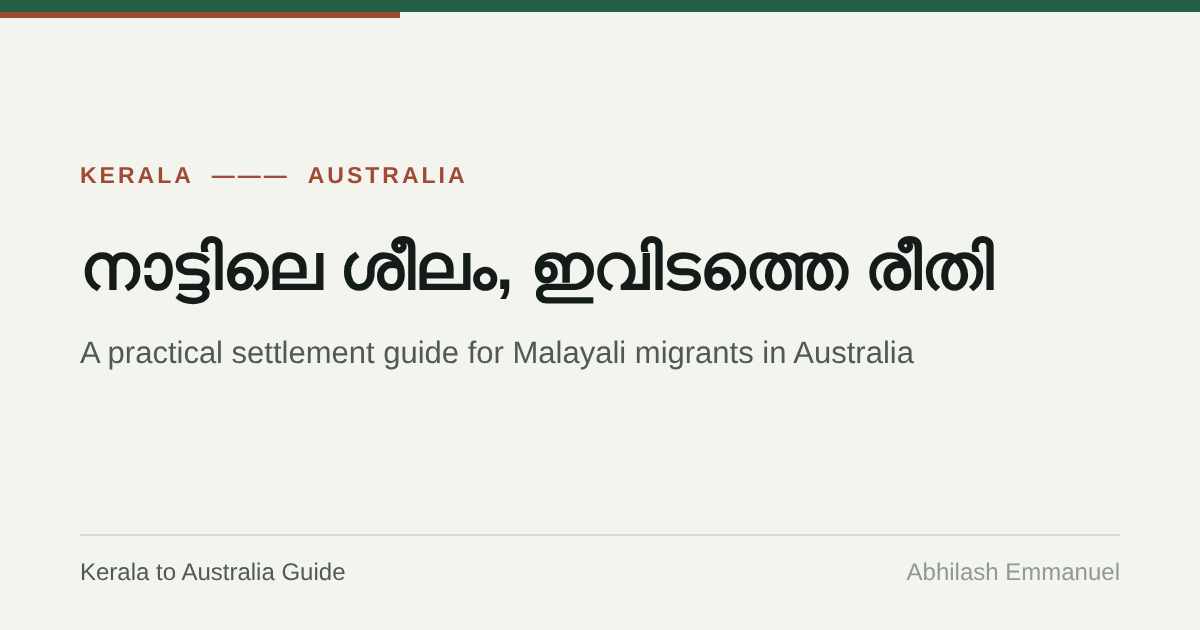 KERALA ——— AUSTRALIA
നാട്ടിലെ ശീലം, ഇവിടത്തെ രീതി
A practical settlement guide for Malayali migrants in Australia
Kerala to Australia Guide
Abhilash Emmanuel